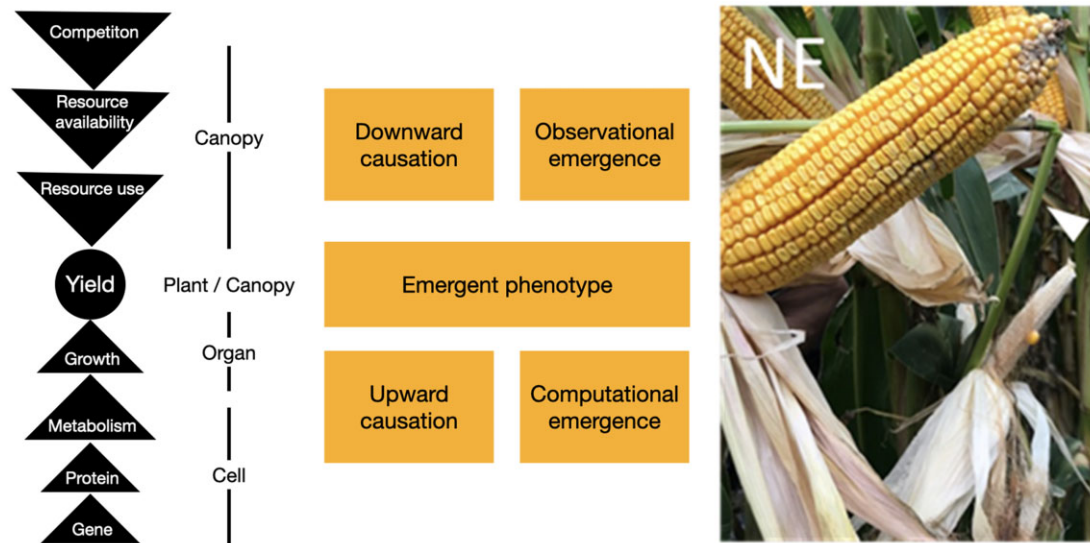 Competiton
Resource
availability
Resource use
Yield
Growth
Metabolism
Protein
Gene
Canopy
Plant / Canopy
Organ
Cell
Downward
causation
Observational
emergence
Emergent phenotype
Upward
causation
Computational
emergence
NE